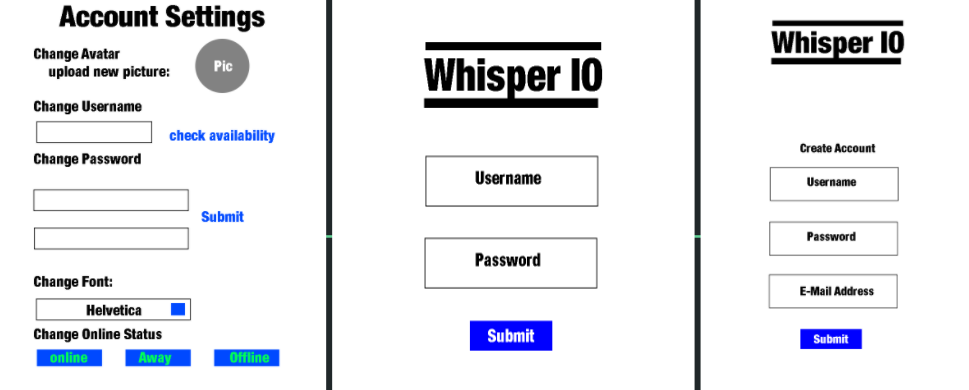 Account Settings
Change Avatar
upload new picture:
Pic
Change Username
check availability
Change Password
Submit
Change Font:
Helvetica
Change Online Status
online
Away
Offline
Whisper IO
Username
Password
Submit
Whisper IO
Create Account
Username
Password
E-Mail Address
Submit